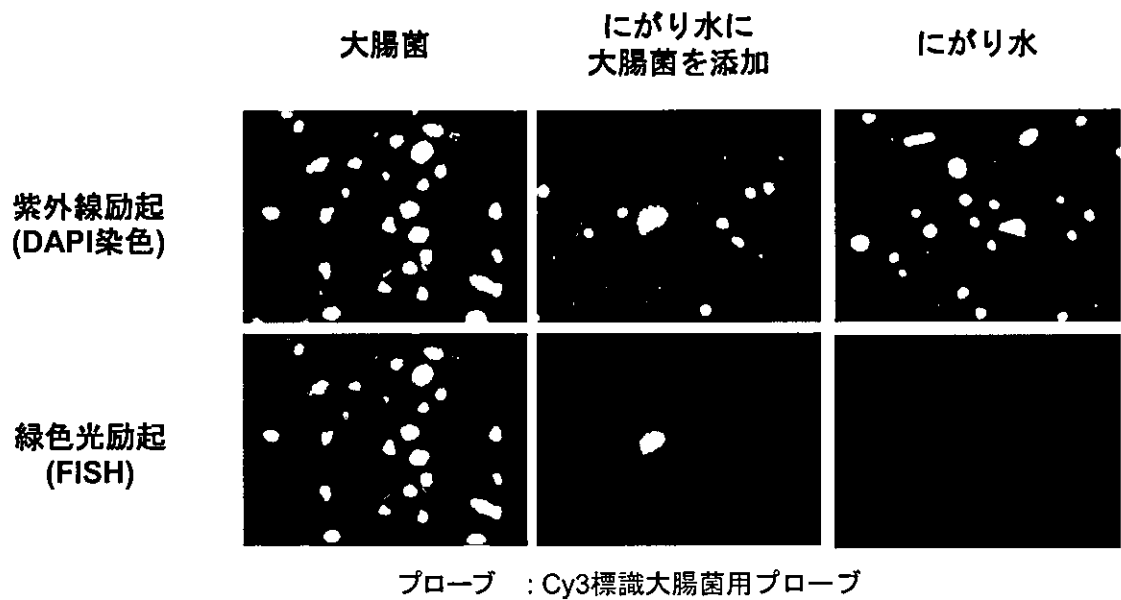 大腸菌
にがり水に
大腸菌を添加
にがり水
紫外線励起
(DAPI染色)
緑色光励起
(FISH)
プローブ : Cy3標識大腸菌用プローブ